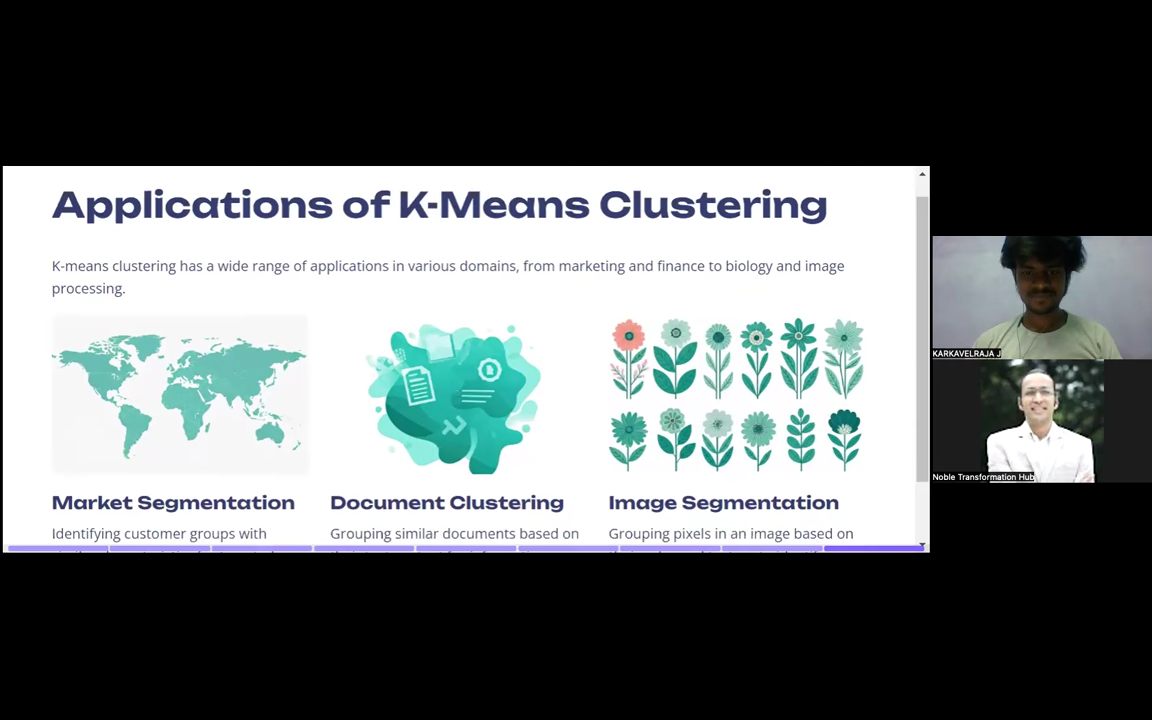 Applications of K-Means Clustering
K-means clustering has a wide range of applications in various domains, from marketing and finance to biology and image
processing.
Market Segmentation
Identifying customer groups with
Document Clustering
Grouping similar documents based on
Image Segmentation
Grouping pixels in an image based on
KARKAVELRAJA J
Noble Transformation Hub